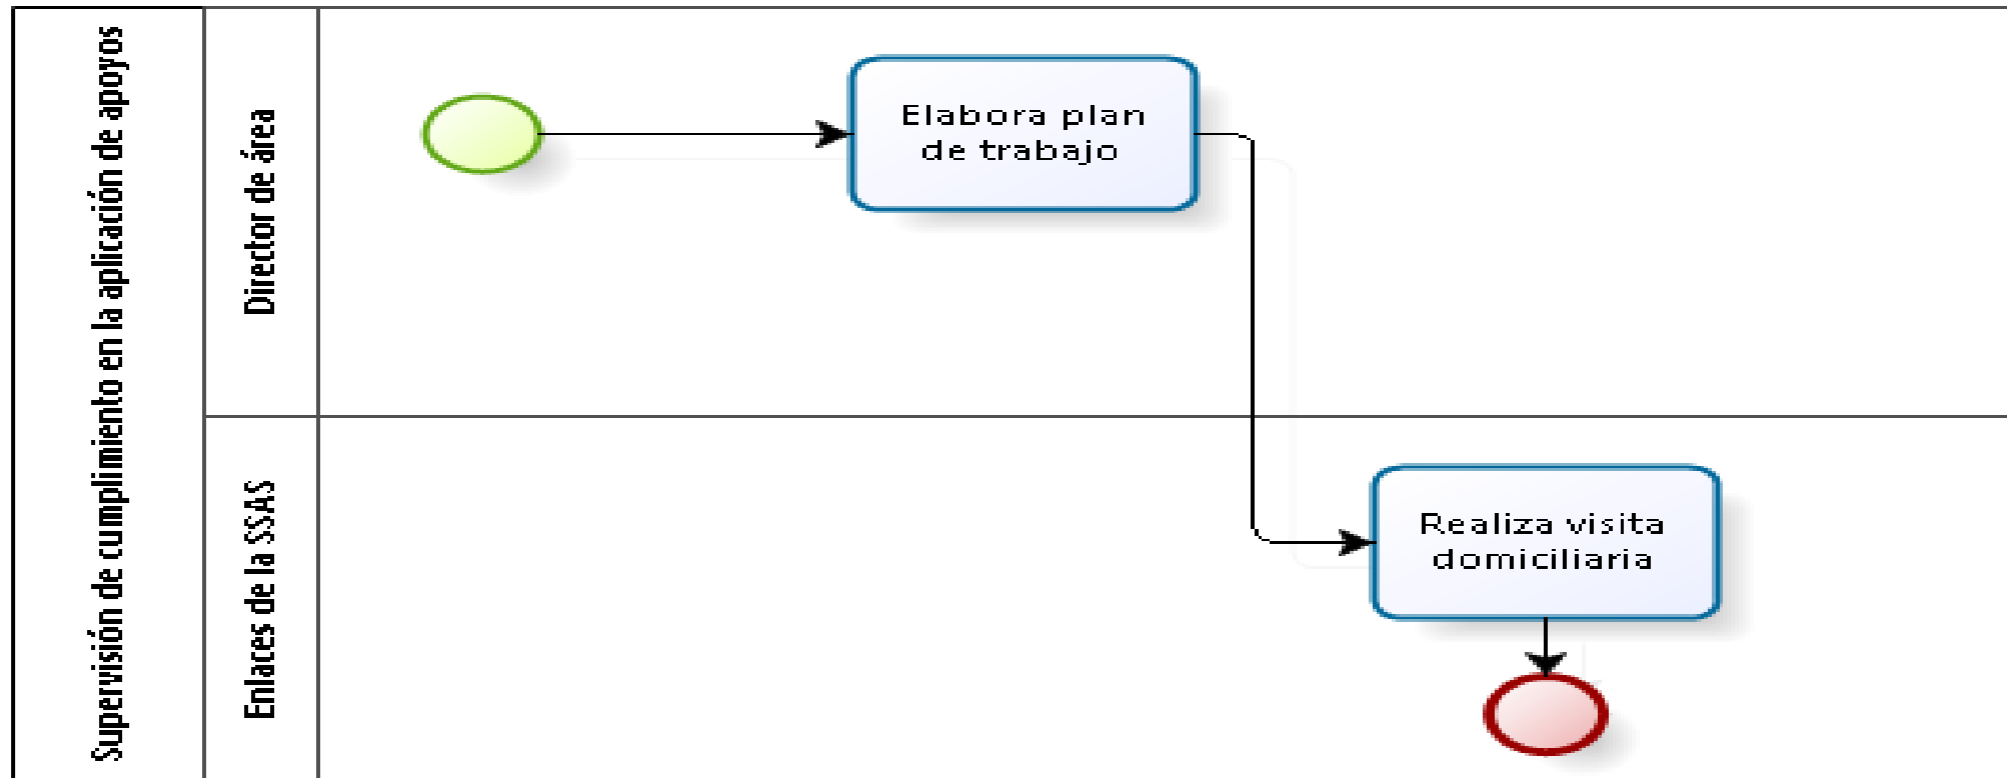 Supervisión de cumplimiento en la aplicación de apoyos
Director de área
Elabora plan
de trabajo
Enlaces de la SSAS
Realiza visita
domiciliaria